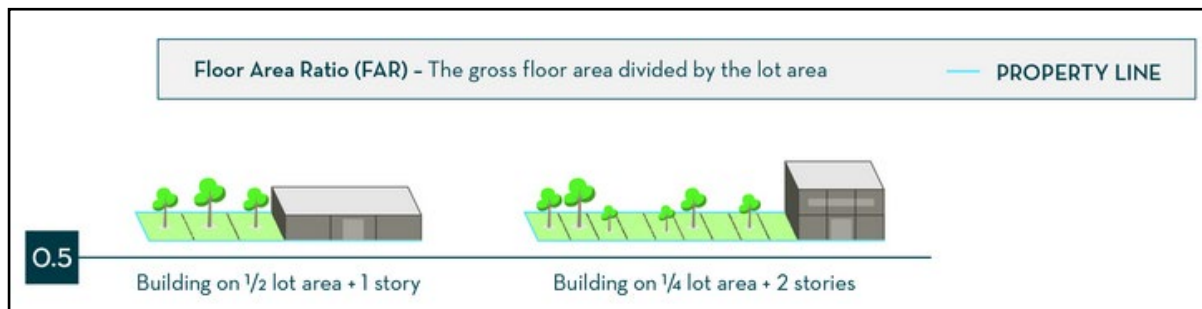 Floor Area Ratio (FAR) – The gross floor area divided by the lot area
PROPERTY LINE
0.5
Building on 1/2 lot area + 1 story
Building on 1/4 lot area + 2 stories